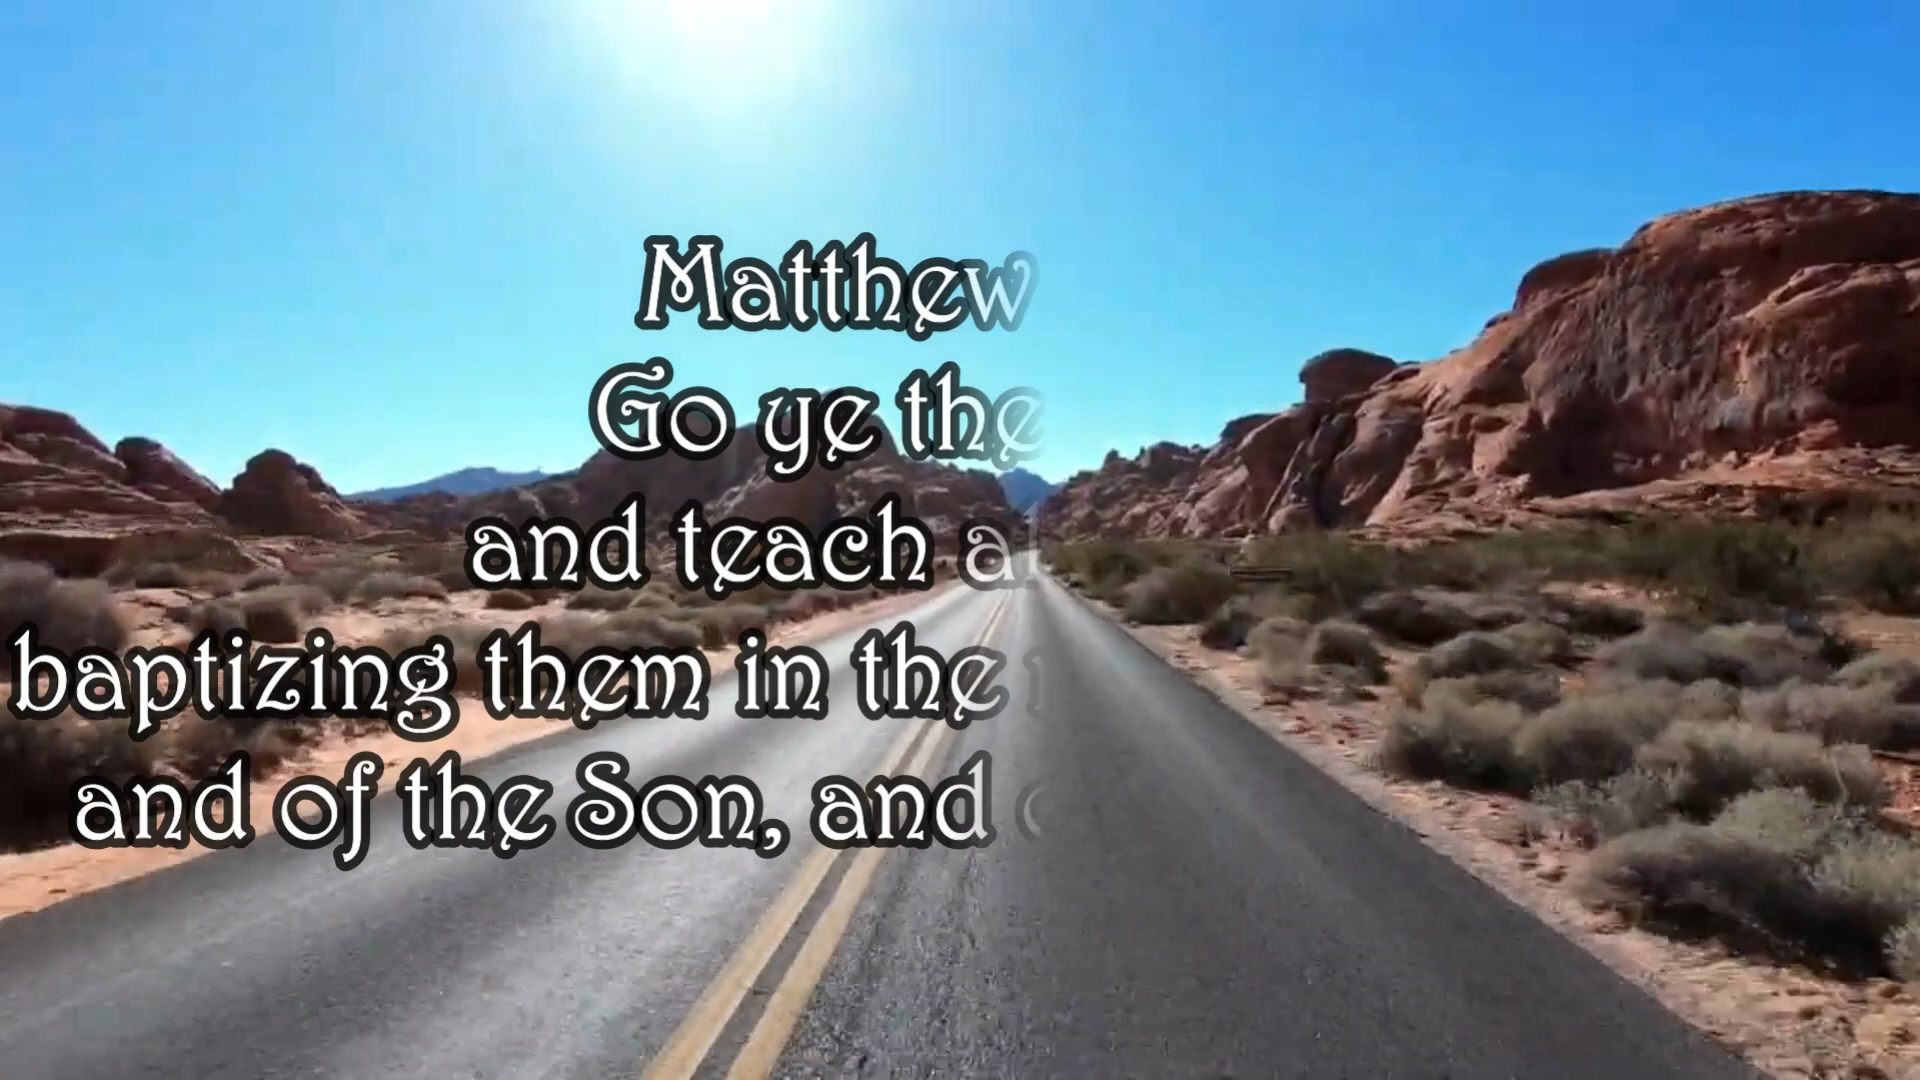 Matthew
Go ye the
and teach a
baptizing them in the
and of the Son, and